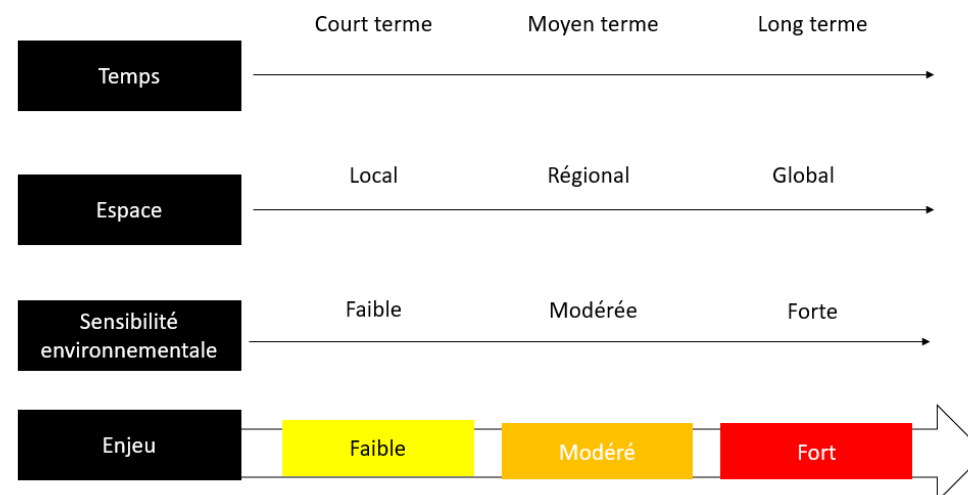 Court terme Moyen terme Long terme
Temps
Local Régional Global
Espace
Faible Modérée Forte
Sensibilité
environnementale
Enjeu Faible Modéré Fort